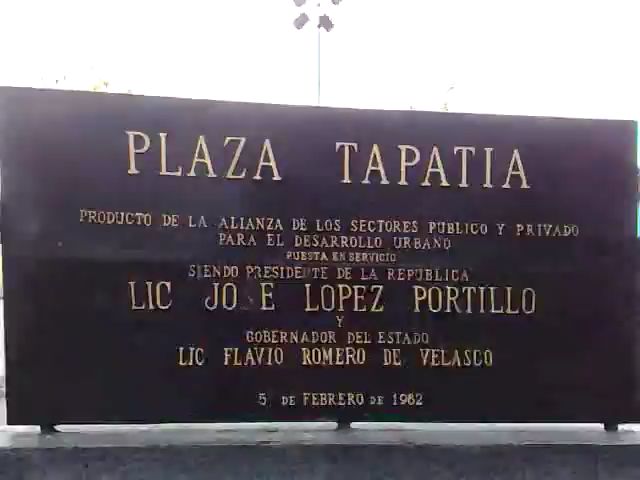 PLAZA TAPATIA
PRODUCTO DE LA ALIANZA DE LOS SECTORES PUBLICO Y PRIVADO
PARA EL DESARROLLO URBANO
PUESTA EN SERVICIO
SIENDO PRESIDENTE DE LA REPUBLICA
LIC JOSE LOPEZ PORTILLO
Y
GOBERNADOR DEL ESTADO
LIC FLAVIO ROMERO DE VELASCO
5 DE FEBRERO DE 1982